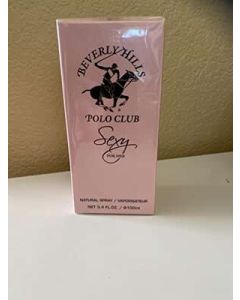 BEVERLY HILLS
POLO CLUB
Sexy
FOR HER
NATURAL SPRAY / VAPORISATEUR
NET 3.4 FL.OZ / ℮100ml